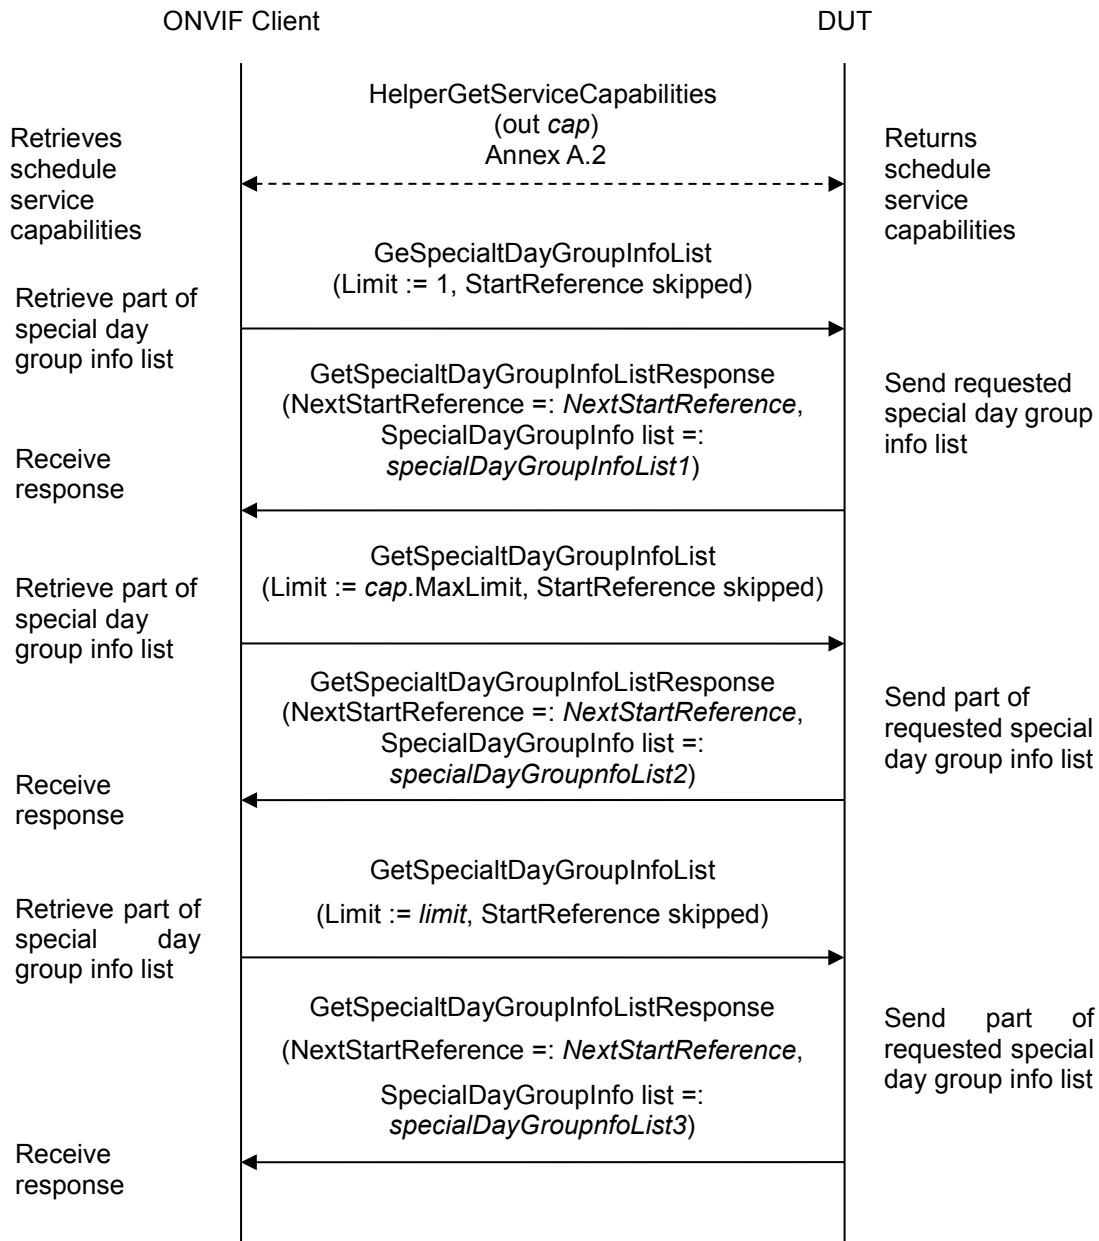 ONVIF Client
DUT
HelperGetServiceCapabilities
(out cap)
Annex A.2
Retrieves
schedule
service
capabilities
Returns
schedule
service
capabilities
GeSpecialtDayGroupInfoList
(Limit := 1, StartReference skipped)
Retrieve part of
special day
group info list
GetSpecialtDayGroupInfoListResponse
(NextStartReference =: NextStartReference,
SpecialDayGroupInfo list =:
specialDayGroupInfoList1)
Send requested
special day group
info list
Receive
response
GetSpecialtDayGroupInfoList
(Limit := cap.MaxLimit, StartReference skipped)
Retrieve part of
special day
group info list
GetSpecialtDayGroupInfoListResponse
(NextStartReference =: NextStartReference,
SpecialDayGroupInfo list =:
specialDayGroupnfoList2)
Send part of
requested special
day group info list
Receive
response
GetSpecialtDayGroupInfoList
(Limit := limit, StartReference skipped)
Retrieve part of
special day
group info list
GetSpecialtDayGroupInfoListResponse
(NextStartReference =: NextStartReference,
SpecialDayGroupInfo list =:
specialDayGroupnfoList3)
Send part of
requested special
day group info list
Receive
response